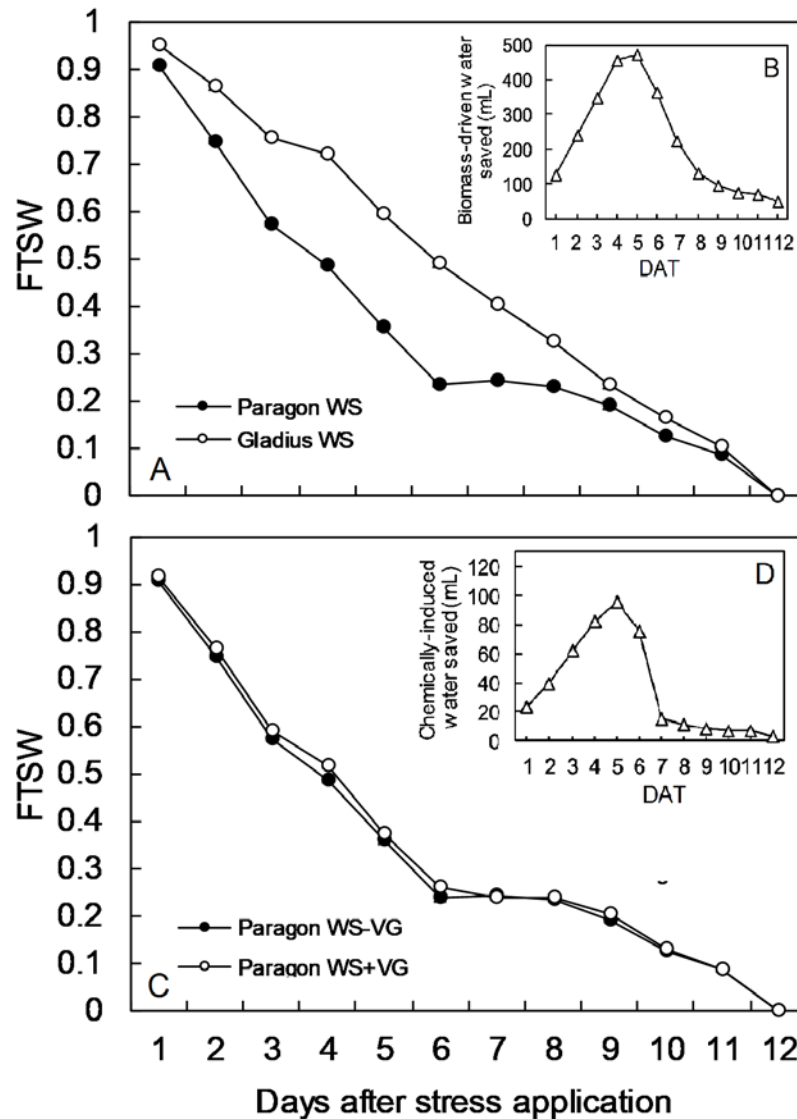 1
0.9
0.8
0.7
0.6
0.5
0.4
0.3
0.2
0.1
0
FTSW
Paragon WS
Gladius WS
A
500
400
300
200
100
0
Biomass-driven water
saved (mL)
B
1 2 3 4 5 6 7 8 9 10 11 12
DAT
1
0.9
0.8
0.7
0.6
0.5
0.4
0.3
0.2
0.1
0
FTSW
Paragon WS-VG
Paragon WS+VG
C
120
100
80
60
40
20
0
Chemically-induced
water saved (mL)
D
1 2 3 4 5 6 7 8 9 10 11 12
DAT
1 2 3 4 5 6 7 8 9 10 11 12
Days after stress application